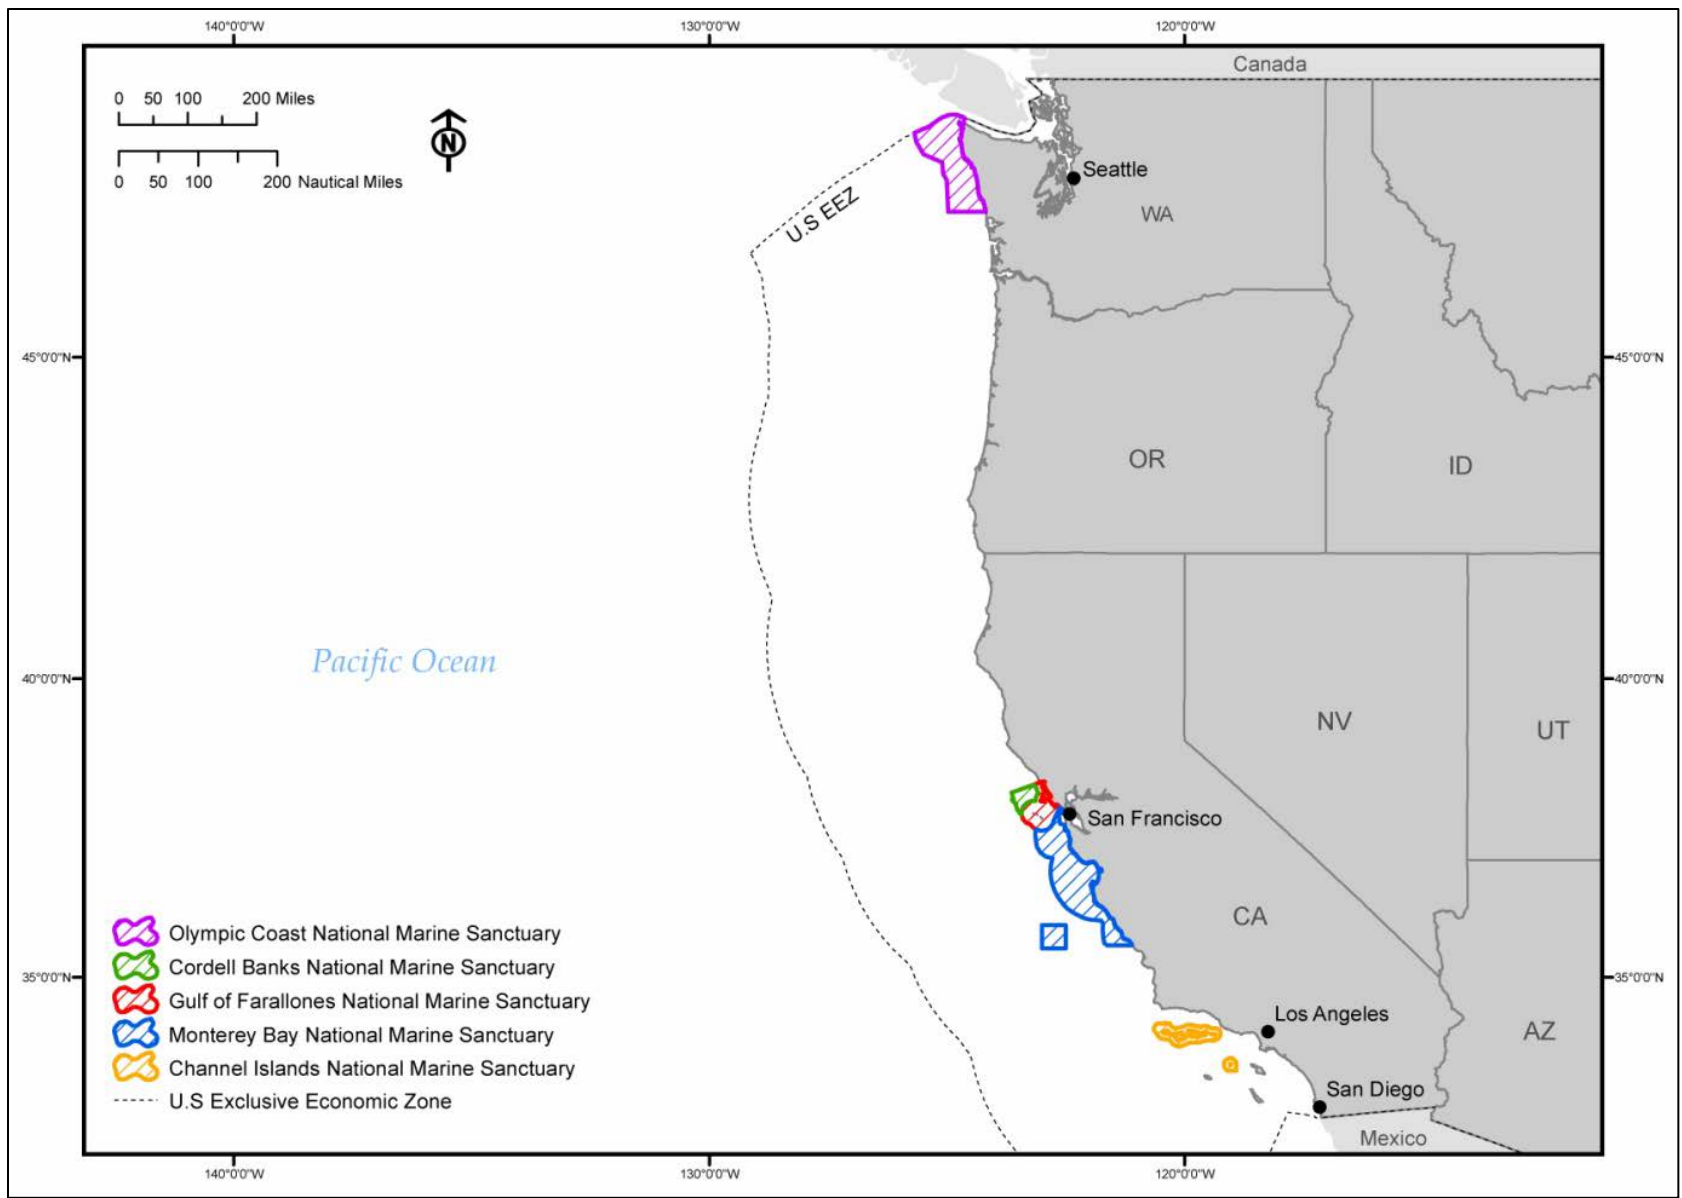 140°0'0"W 130°0'0"W 120°0'0"W
Canada
0 50 100 200 Miles
N
0 50 100 200 Nautical Miles
Seattle
U.S EEZ
WA
45°0'0"N 45°0'0"N
OR
ID
Pacific Ocean
40°0'0"N 40°0'0"N
NV
UT
San Francisco
CA
Olympic Coast National Marine Sanctuary
Cordell Banks National Marine Sanctuary
35°0'0"N 35°0'0"N
Gulf of Farallones National Marine Sanctuary
Los Angeles
Monterey Bay National Marine Sanctuary
AZ
Channel Islands National Marine Sanctuary
San Diego
U.S Exclusive Economic Zone
Mexico
140°0'0"W 130°0'0"W 120°0'0"W